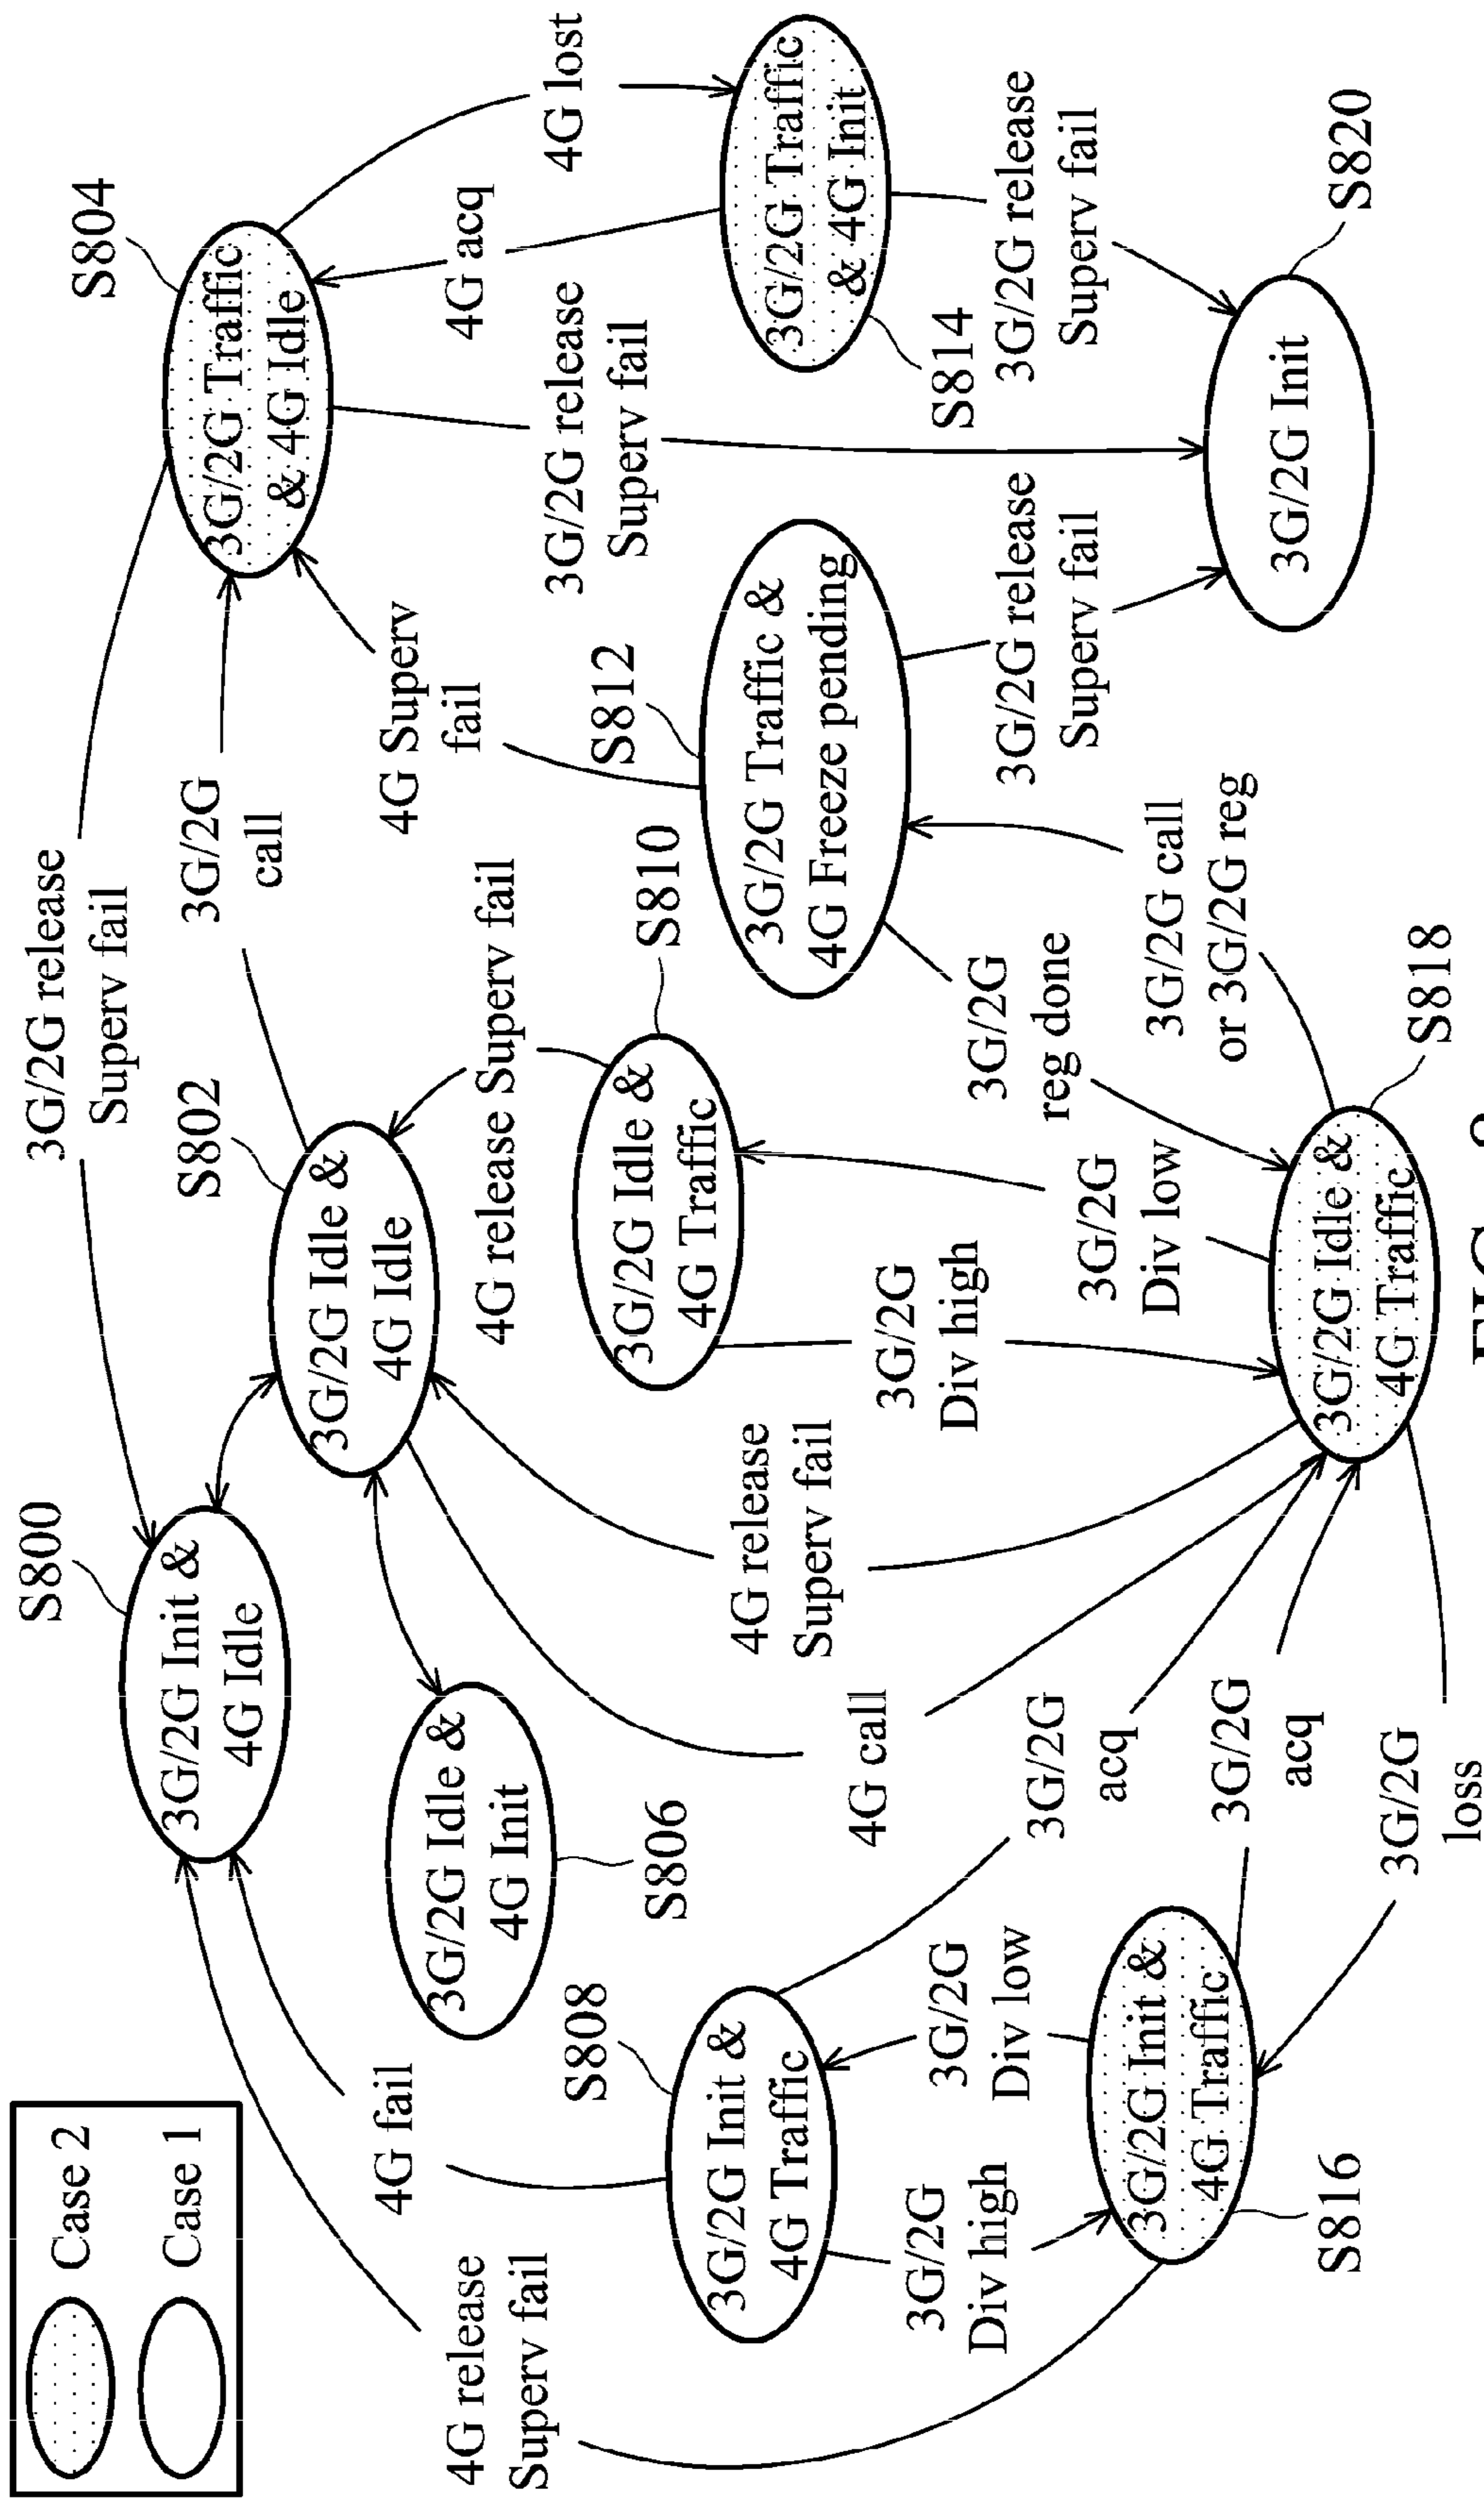 Case 2
Case 1
S800
3G/2G Init &
4G Idle
3G/2G release
Superv fail
S804
3G/2G Traffic
& 4G Idle
S802
3G/2G Idle &
4G Idle
3G/2G
call
4G Superv
fail
4G acq
4G lost
4G release
Superv fail
4G fail
3G/2G Idle &
4G Init
S806
4G release Superv fail
S810
3G/2G Idle &
4G Traffic
S812
3G/2G Traffic &
4G Freeze pending
3G/2G release
Superv fail
3G/2G Traffic
& 4G Init
S814
S808
3G/2G Init &
4G Traffic
4G call
4G release
Superv fail
3G/2G
Div high
3G/2G
Div low
3G/2G
reg done
3G/2G call
or 3G/2G reg
3G/2G release
Superv fail
3G/2G release
Superv fail
3G/2G
Div high
3G/2G
Div low
3G/2G
acq
3G/2G
acq
3G/2G Init &
4G Traffic
S816
3G/2G
loss
3G/2G Idle &
4G Traffic
S818
3G/2G Init
S820